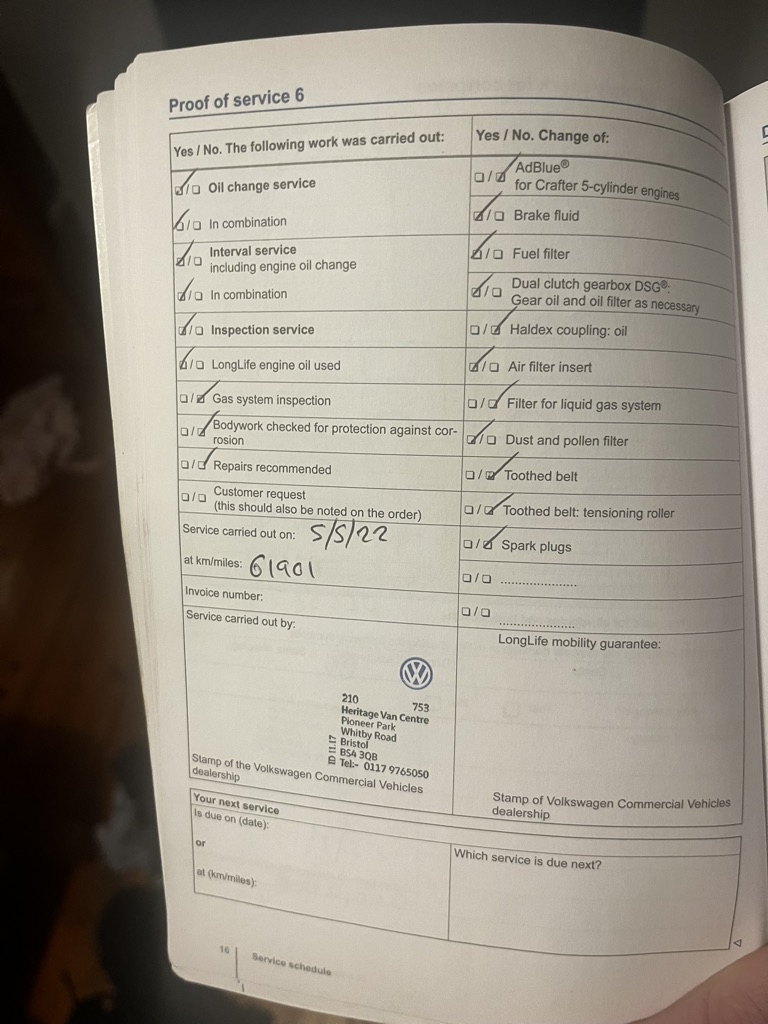 Proof of service 6
Yes / No. The following work was carried out:
Oil change service
In combination
Interval service
including engine oil change
In combination
Inspection service
LongLife engine oil used
Gas system inspection
Bodywork checked for protection against cor-
rosion
Repairs recommended
Customer request
(this should also be noted on the order)
Service carried out on: 5/5/22
at km/miles: 61901
Invoice number:
Service carried out by:
210 753
Heritage Van Centre
Pioneer Park
Whitby Road
Bristol
BS4 3QB
Tel:- 0117 9765050
Stamp of the Volkswagen Commercial Vehicles
dealership
Yes / No. Change of:
AdBlue®
for Crafter 5-cylinder engines
Brake fluid
Fuel filter
Dual clutch gearbox DSG®:
Gear oil and oil filter as necessary
Haldex coupling: oil
Air filter insert
Filter for liquid gas system
Dust and pollen filter
Toothed belt
Toothed belt: tensioning roller
Spark plugs
LongLife mobility guarantee:
Stamp of Volkswagen Commercial Vehicles
dealership
Your next service
is due on (date):
or
at (km/miles):
Which service is due next?
16 Service schedule